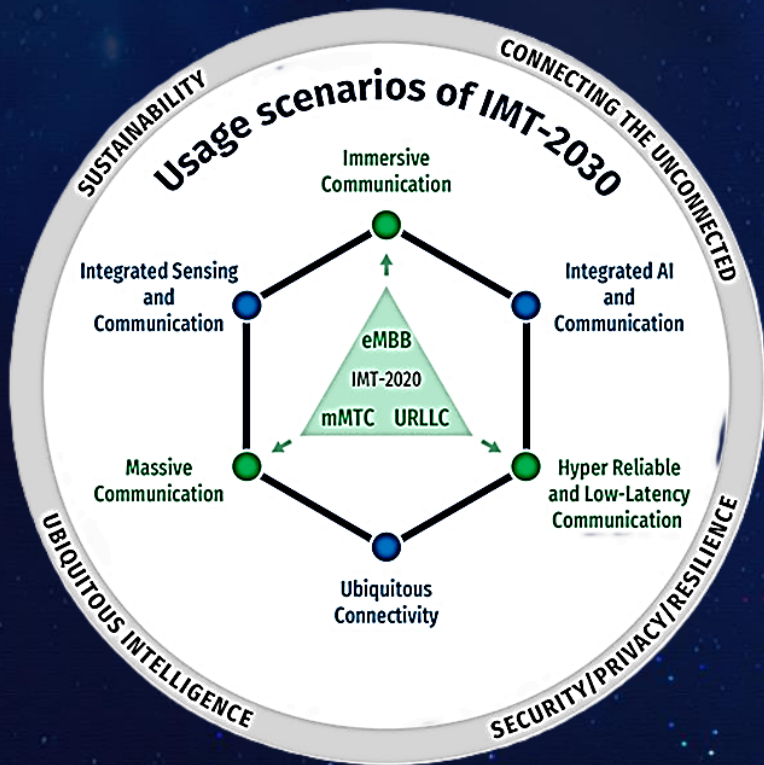 SUSTAINABILITY
CONNECTING THE UNCONNECTED
Usage scenarios of IMT-2030
Immersive
Communication
Integrated Sensing
and
Communication
Integrated AI
and
Communication
eMBB
IMT-2020
mMTC URLLC
Massive
Communication
Hyper Reliable
and Low-Latency
Communication
Ubiquitous
Connectivity
UBIQUITOUS INTELLIGENCE
SECURITY/PRIVACY/RESILIENCE